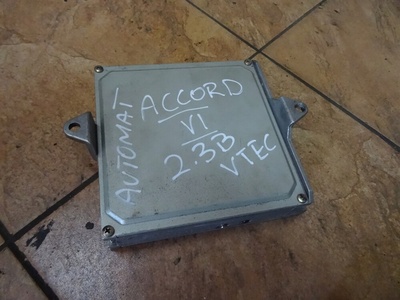 AUTOMAT
ACCORD
VI
2.3B
VTEC